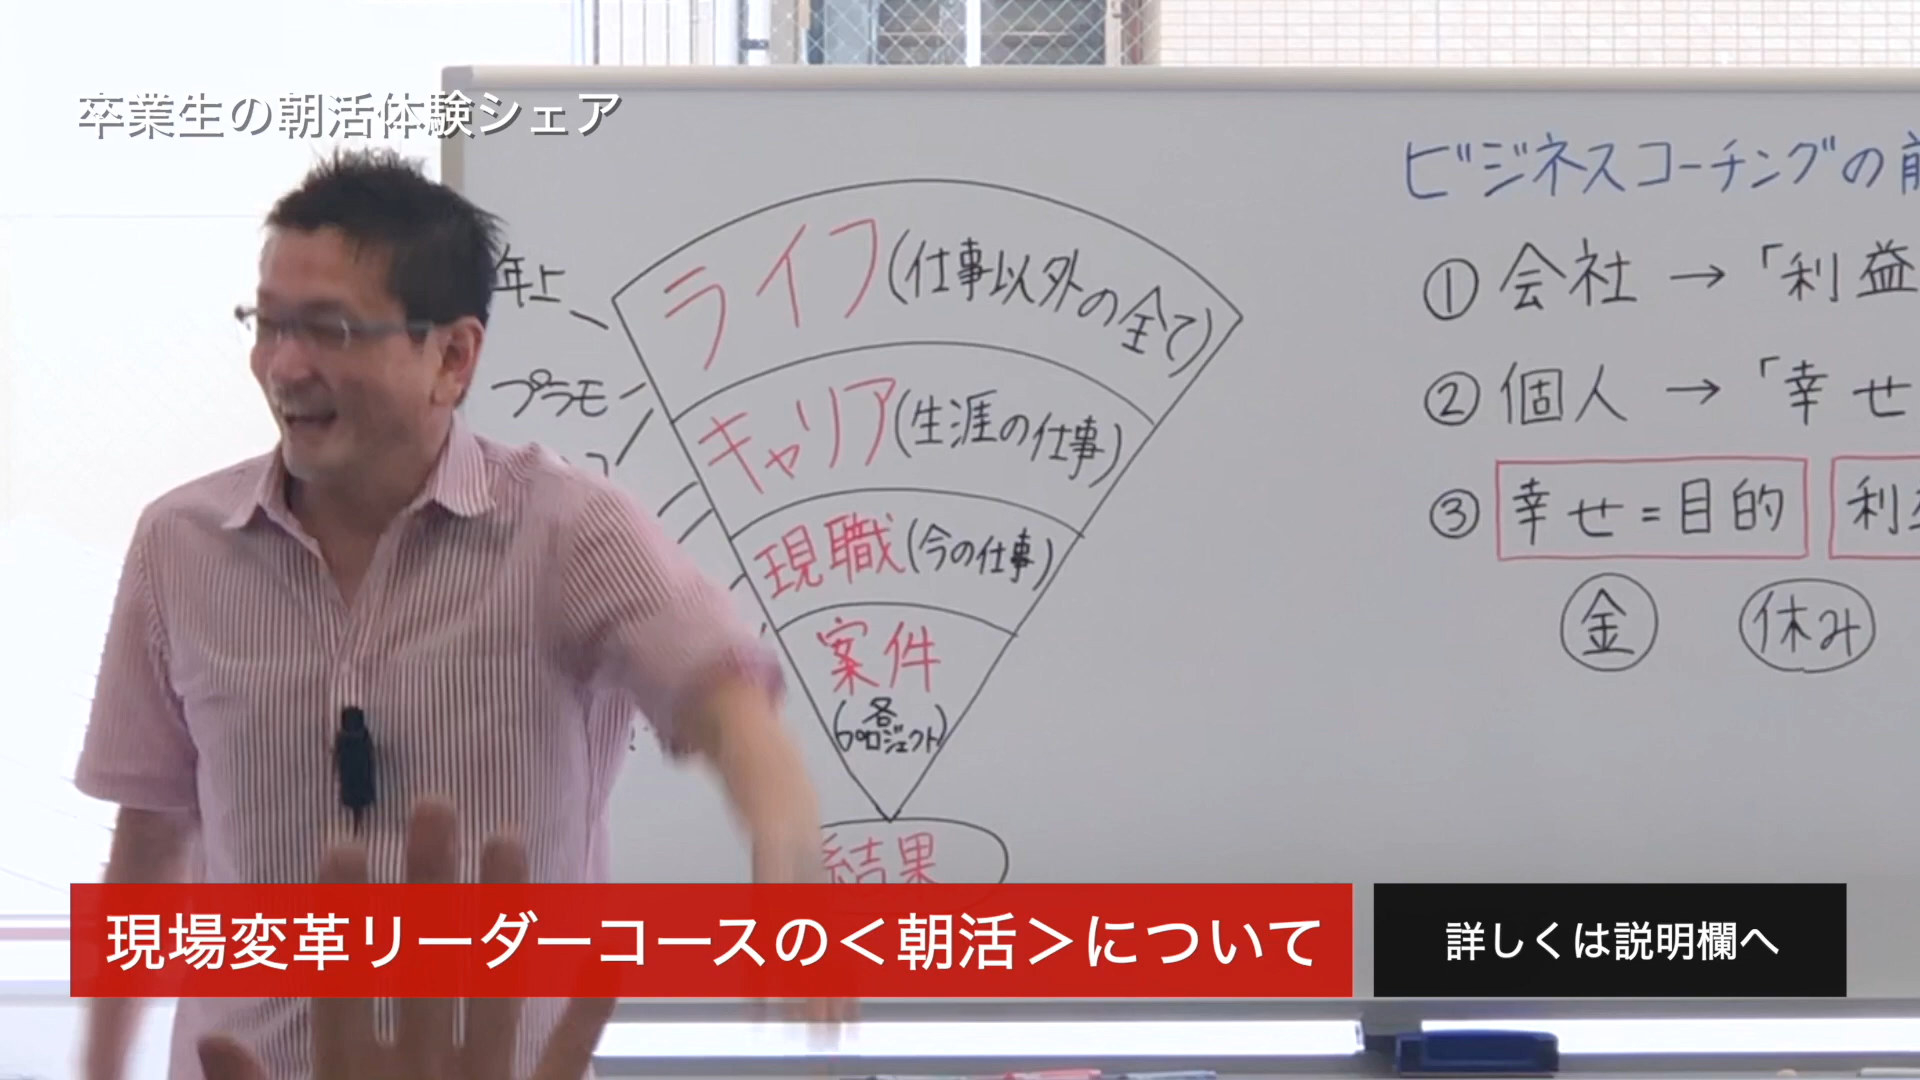 卒業生の朝活体験シェア
年上
プラモ
ライフ(仕事以外の全て)
キャリア(生涯の仕事)
現職(今の仕事)
案件
(各プロジェクト)
結果
ビジネスコーチングの前
① 会社 → 「利益
② 個人 → 「幸せ
③ 幸せ=目的 利益
金 休み
現場変革リーダーコースの＜朝活＞について
詳しくは説明欄へ